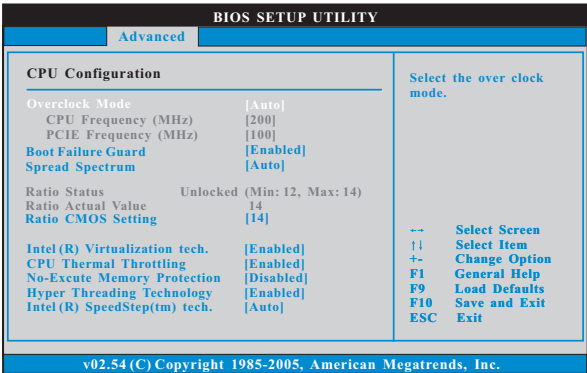 BIOS SETUP UTILITY
Advanced
CPU Configuration
Overclock Mode [Auto]
CPU Frequency (MHz) [200]
PCIE Frequency (MHz) [100]
Boot Failure Guard [Enabled]
Spread Spectrum [Auto]
Ratio Status Unlocked (Min: 12, Max: 14)
Ratio Actual Value 14
Ratio CMOS Setting [14]
Intel (R) Virtualization tech. [Enabled]
CPU Thermal Throttling [Enabled]
No-Excute Memory Protection [Disabled]
Hyper Threading Technology [Enabled]
Intel (R) SpeedStep(tm) tech. [Auto]
Select the over clock
mode.
←→ Select Screen
↑↓ Select Item
+- Change Option
F1 General Help
F9 Load Defaults
F10 Save and Exit
ESC Exit
v02.54 (C) Copyright 1985-2005, American Megatrends, Inc.